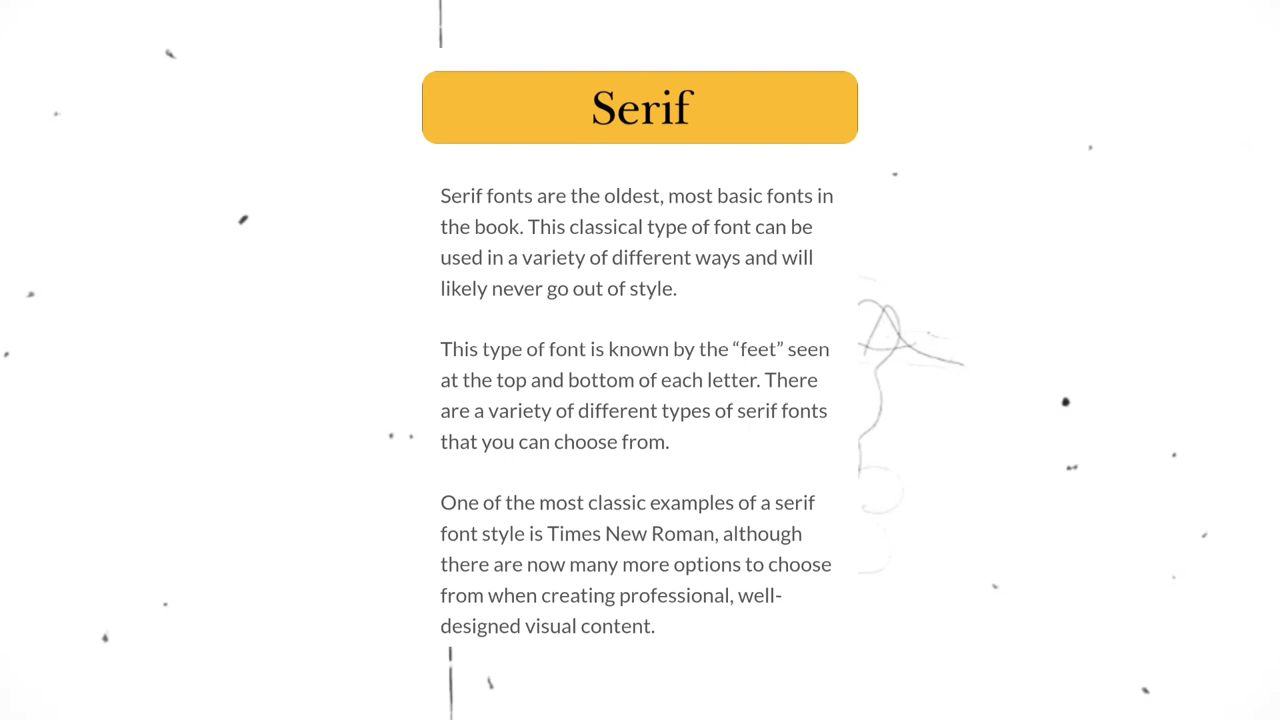 Serif
Serif fonts are the oldest, most basic fonts in
the book. This classical type of font can be
used in a variety of different ways and will
likely never go out of style.
This type of font is known by the “feet” seen
at the top and bottom of each letter. There
are a variety of different types of serif fonts
that you can choose from.
One of the most classic examples of a serif
font style is Times New Roman, although
there are now many more options to choose
from when creating professional, well-
designed visual content.